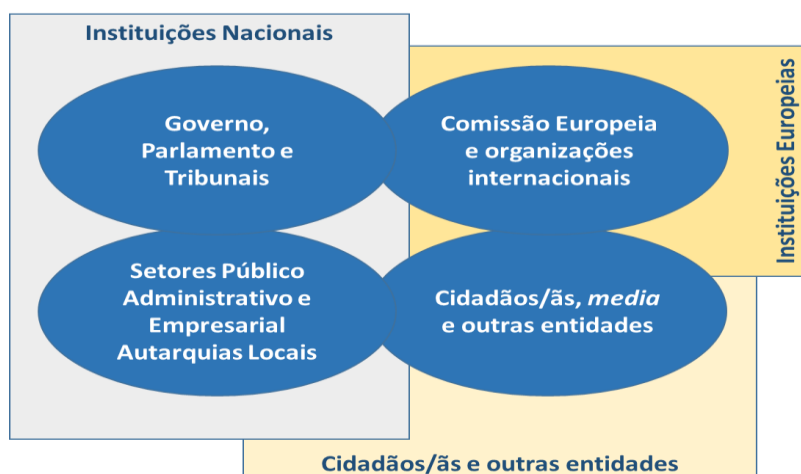 Instituições Nacionais
Governo,
Parlamento e
Tribunais
Comissão Europeia
e organizações
internacionais
Instituições Europeias
Setores Público
Administrativo e
Empresarial
Autarquias Locais
Cidadãos/ãs, media
e outras entidades
Cidadãos/ãs e outras entidades